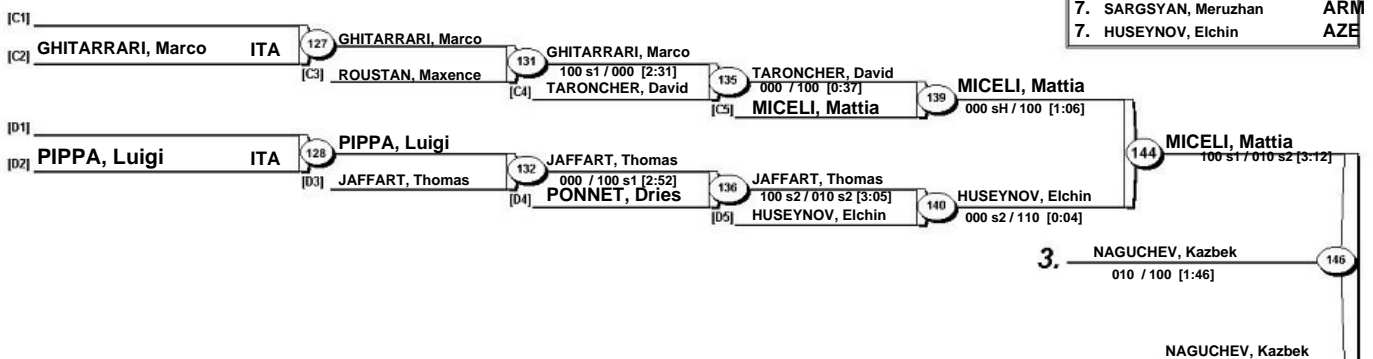 7. SARGSYAN, Meruzhan ARM
7. HUSEYNOV, Elchin AZE
[C1]
[C2] GHITARRARI, Marco ITA
127
GHITARRARI, Marco
[C3] ROUSTAN, Maxence
131
GHITARRARI, Marco
100 s1 / 000 [2:31]
[C4] TARONCHER, David
135
TARONCHER, David
000 / 100 [0:37]
[C5] MICELI, Mattia
139
MICELI, Mattia
000 sH / 100 [1:06]
[D1]
[D2] PIPPA, Luigi ITA
128
PIPPA, Luigi
[D3] JAFFART, Thomas
132
JAFFART, Thomas
000 / 100 s1 [2:52]
[D4] PONNET, Dries
136
JAFFART, Thomas
100 s2 / 010 s2 [3:05]
[D5] HUSEYNOV, Elchin
140
HUSEYNOV, Elchin
000 s2 / 110 [0:04]
144
MICELI, Mattia
100 s1 / 010 s2 [3:12]
3. NAGUCHEV, Kazbek
010 / 100 [1:46]
146
NAGUCHEV, Kazbek